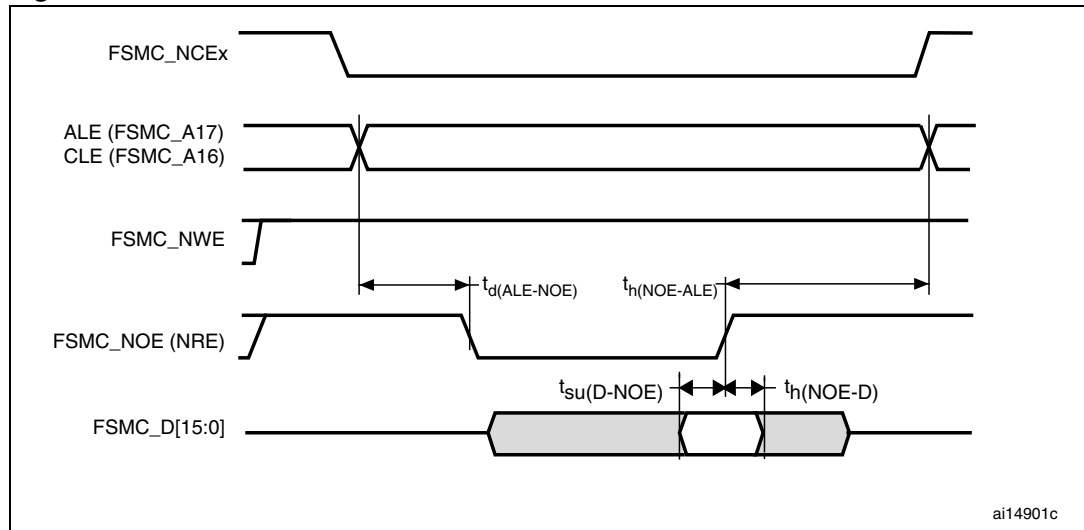 FSMC_NCEx
ALE (FSMC_A17)
CLE (FSMC_A16)
FSMC_NWE
td(ALE-NOE) th(NOE-ALE)
FSMC_NOE (NRE)
tsu(D-NOE) th(NOE-D)
FSMC_D[15:0]
ai14901c